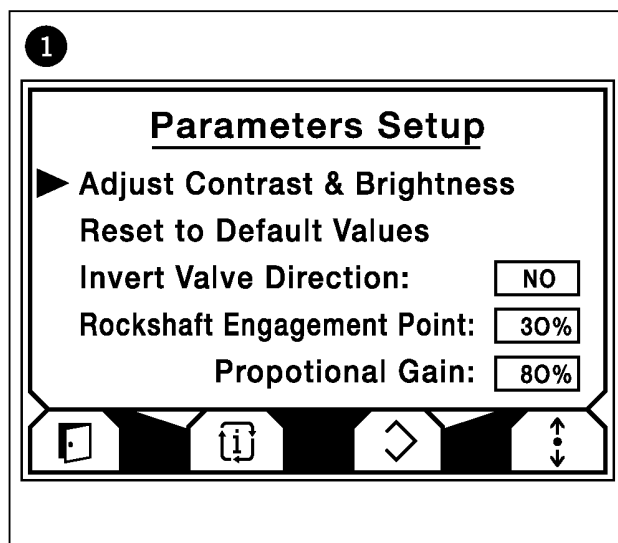 1
Parameters Setup
Adjust Contrast & Brightness
Reset to Default Values
Invert Valve Direction: NO
Rockshaft Engagement Point: 30%
Propotional Gain: 80%
i